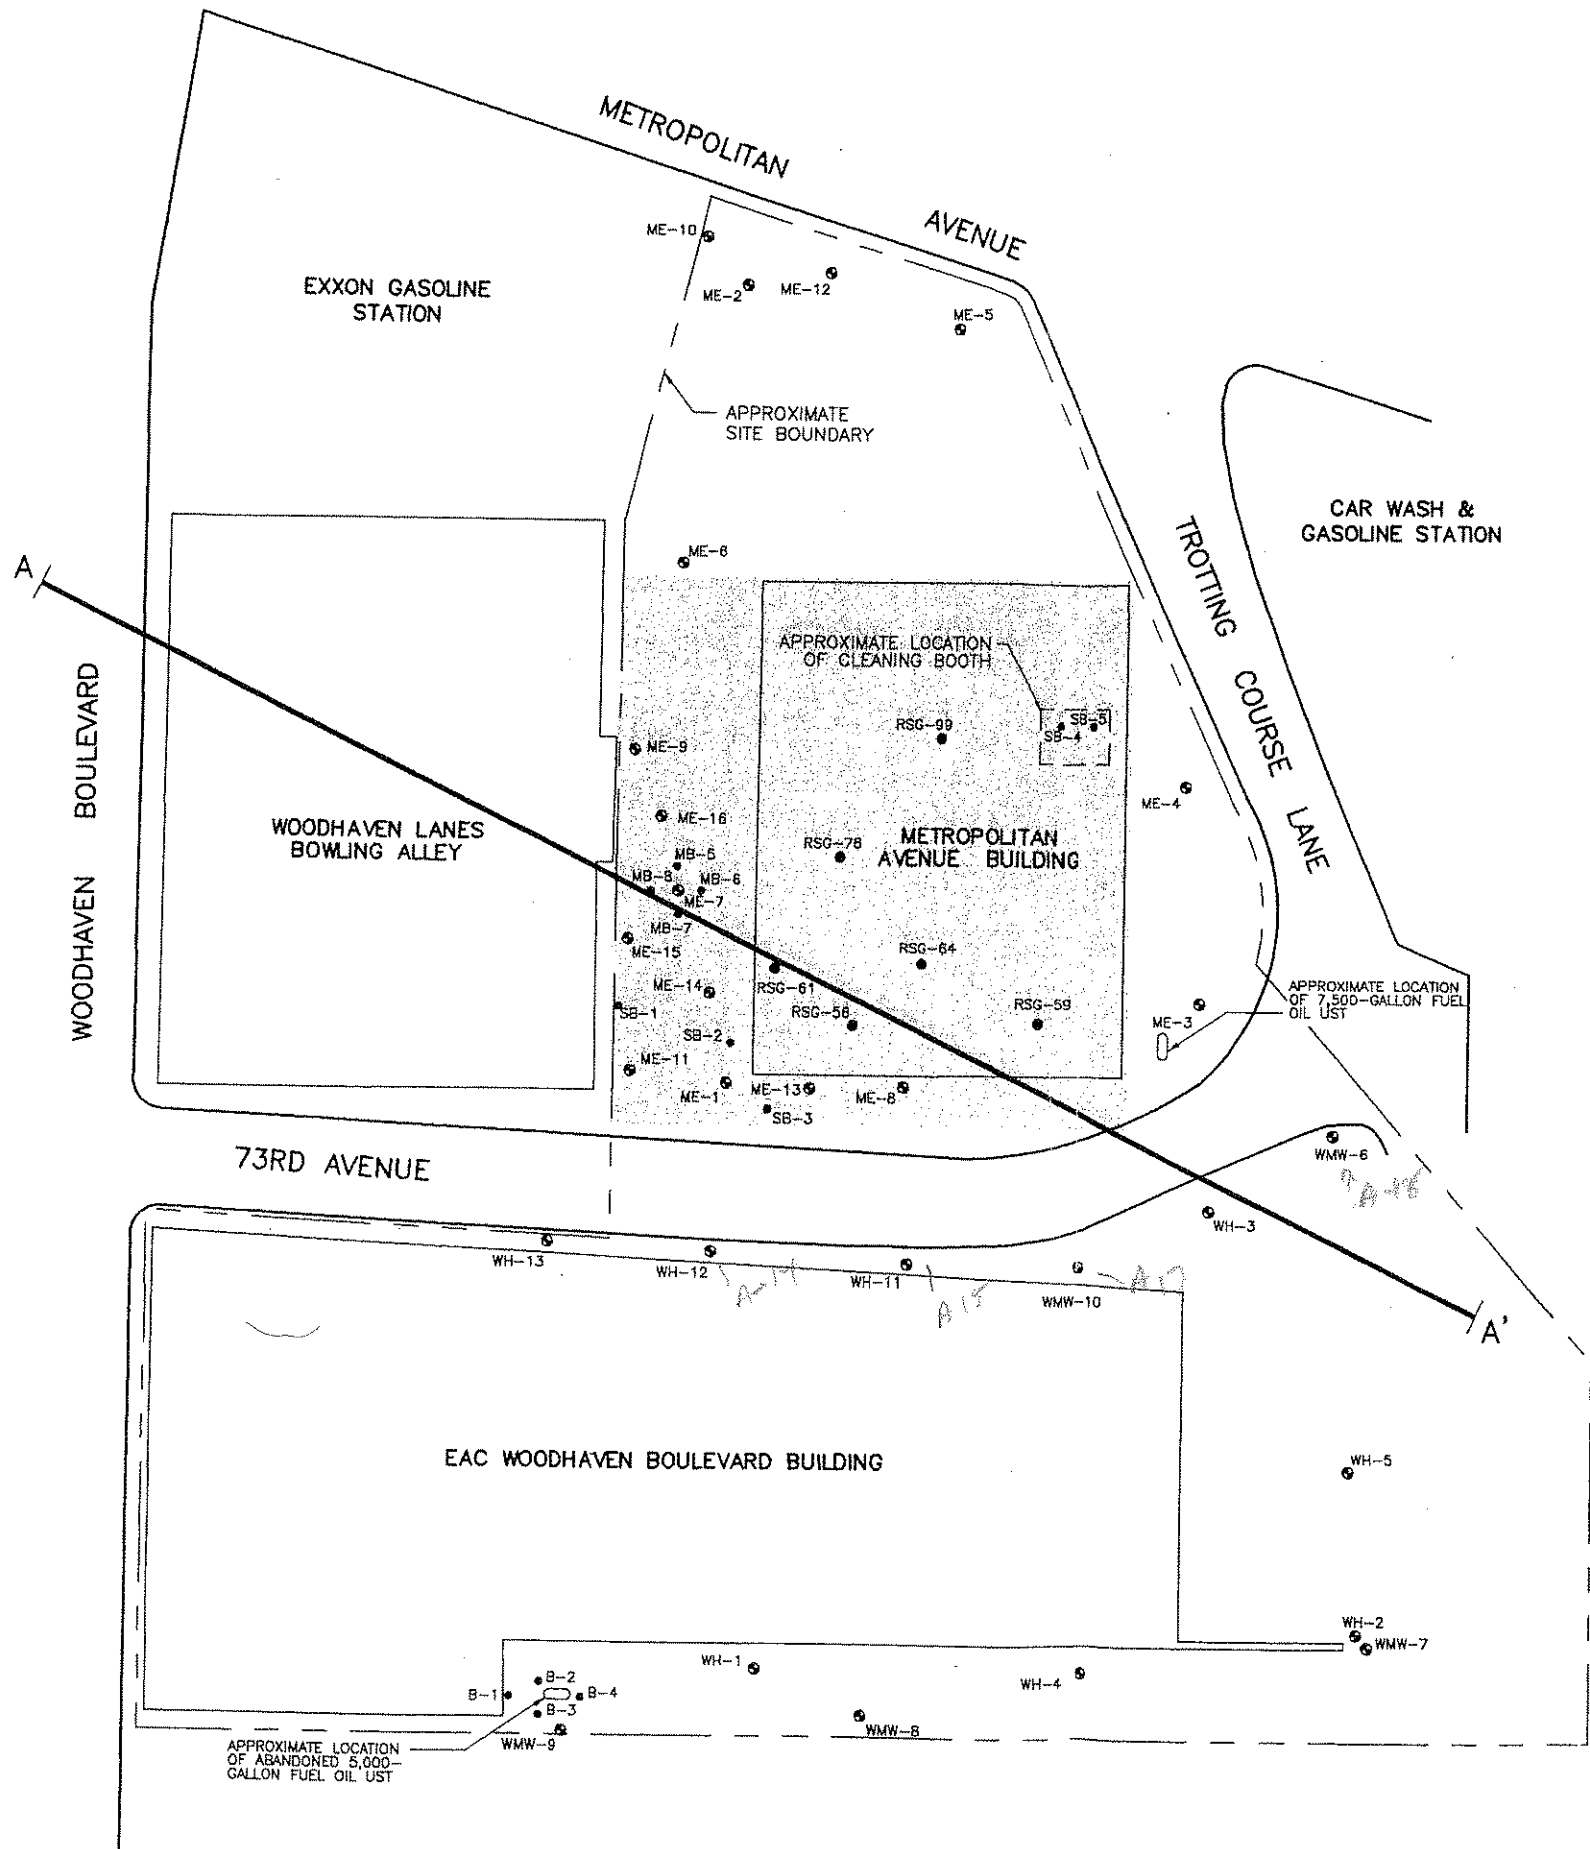 METROPOLITAN
AVENUE
ME-10
ME-2
ME-12
ME-5
EXXON GASOLINE
STATION
APPROXIMATE
SITE BOUNDARY
CAR WASH &
GASOLINE STATION
TROTTING COURSE LANE
A
ME-6
APPROXIMATE LOCATION
OF CLEANING BOOTH
WOODHAVEN BOULEVARD
RSG-99
SB-5
SB-4
ME-9
ME-4
ME-16
WOODHAVEN LANES
BOWLING ALLEY
RSG-78
METROPOLITAN
AVENUE BUILDING
MB-5
MB-8
MB-6
ME-7
MB-7
ME-15
RSG-64
ME-14
RSG-61
SB-1
RSG-56
RSG-59
APPROXIMATE LOCATION
OF 7,500-GALLON FUEL
OIL UST
ME-3
SB-2
ME-11
ME-1
ME-13
ME-8
SB-3
73RD AVENUE
WMW-6
WH-3
WH-13
WH-12
A-14
WH-11
A 15
WMW-10
A 17
A'
EAC WOODHAVEN BOULEVARD BUILDING
WH-5
WH-2
WMW-7
WH-1
WH-4
B-2
B-1
B-4
B-3
WMW-9
WMW-8
APPROXIMATE LOCATION
OF ABANDONED 5,000-
GALLON FUEL OIL UST